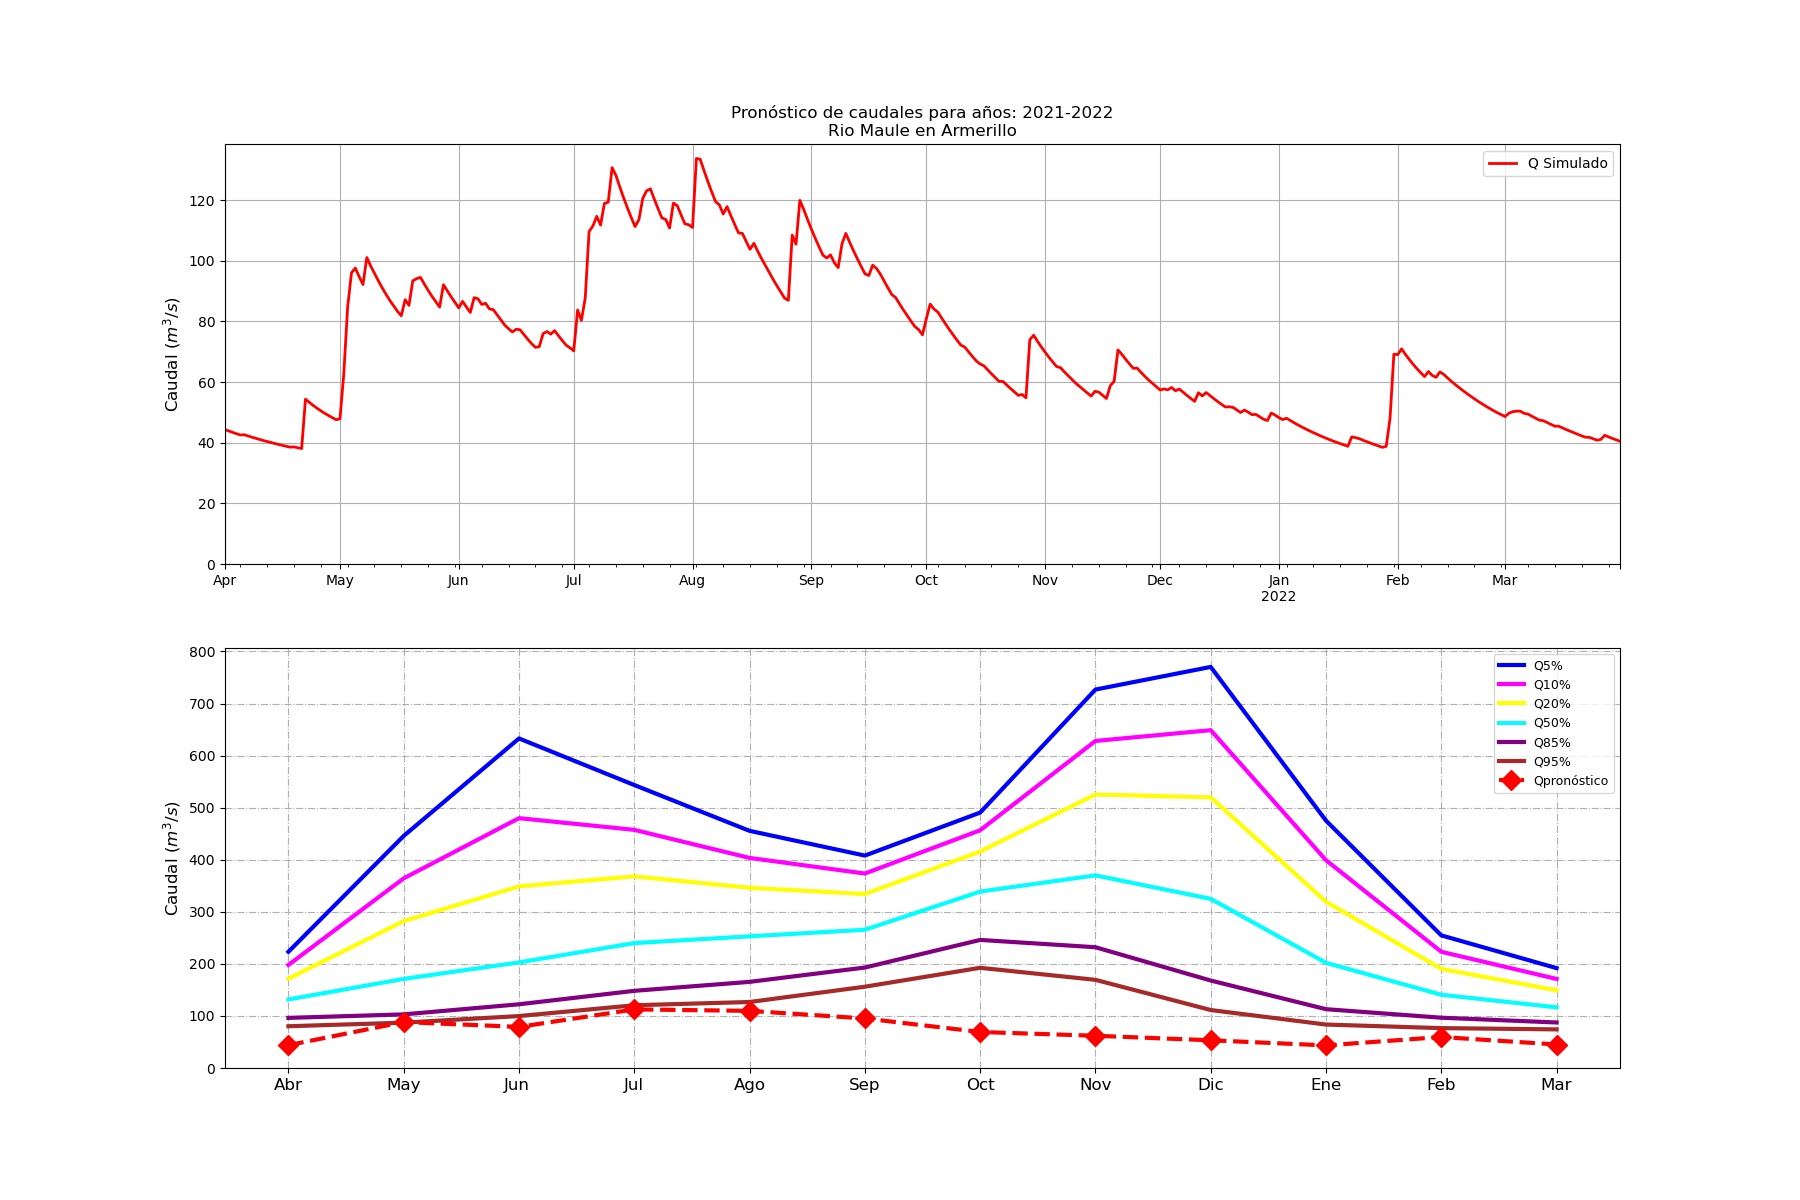 Pronóstico de caudales para años: 2021-2022
Rio Maule en Armerillo
Q Simulado
Caudal (m³/s)
120
100
80
60
40
20
0
Apr May Jun Jul Aug Sep Oct Nov Dec Jan Feb Mar
2022
Q5%
Q10%
Q20%
Q50%
Q85%
Q95%
Qpronóstico
Caudal (m³/s)
800
700
600
500
400
300
200
100
0
Abr May Jun Jul Ago Sep Oct Nov Dic Ene Feb Mar